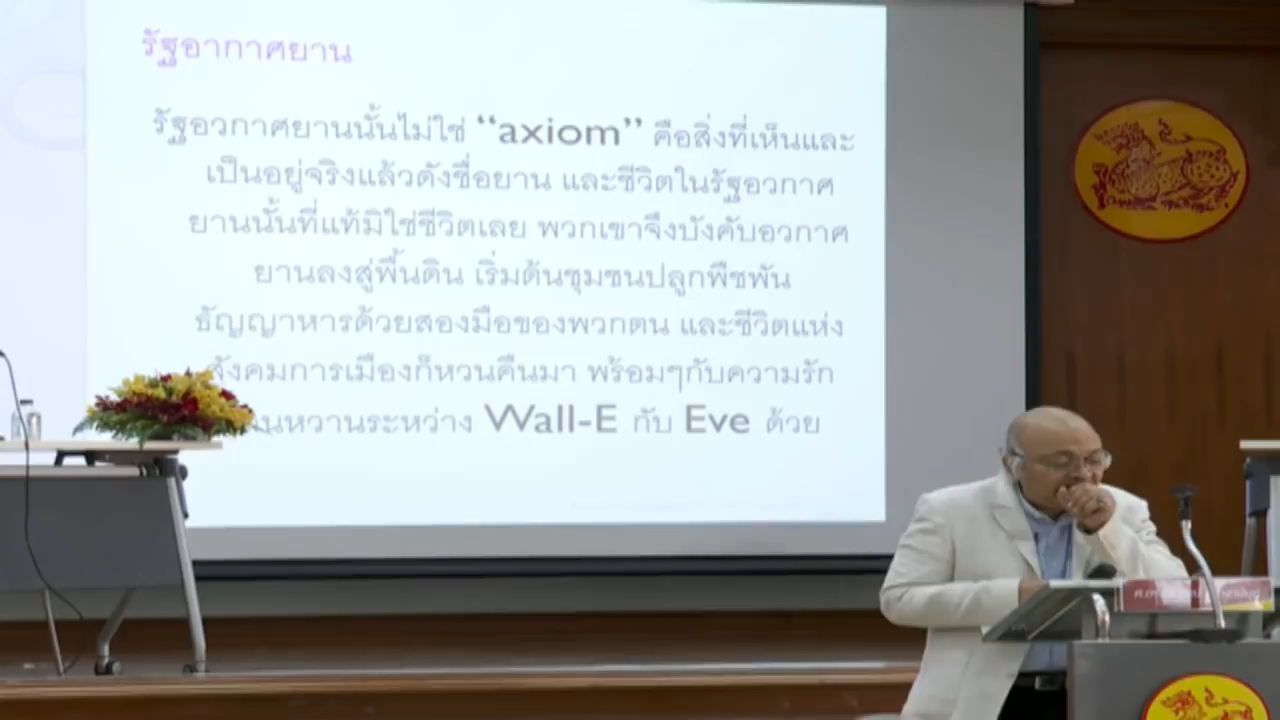 รัฐอากาศยาน
รัฐอวกาศยานนั้นไม่ใช่ “axiom” คือสิ่งที่เห็นและ
เป็นอยู่จริงแล้วดังชื่อยาน และชีวิตในรัฐอวกาศ
ยานนั้นที่แท้มิใช่ชีวิตเลย พวกเขาจึงบังคับอวกาศ
ยานลงสู่พื้นดิน เริ่มต้นชุมชนปลูกพืชพัน
ธัญญาหารด้วยสองมือของพวกตน และชีวิตแห่ง
สังคมการเมืองก็หวนคืนมา พร้อมๆกับความรัก
หวานระหว่าง Wall-E กับ Eve ด้วย